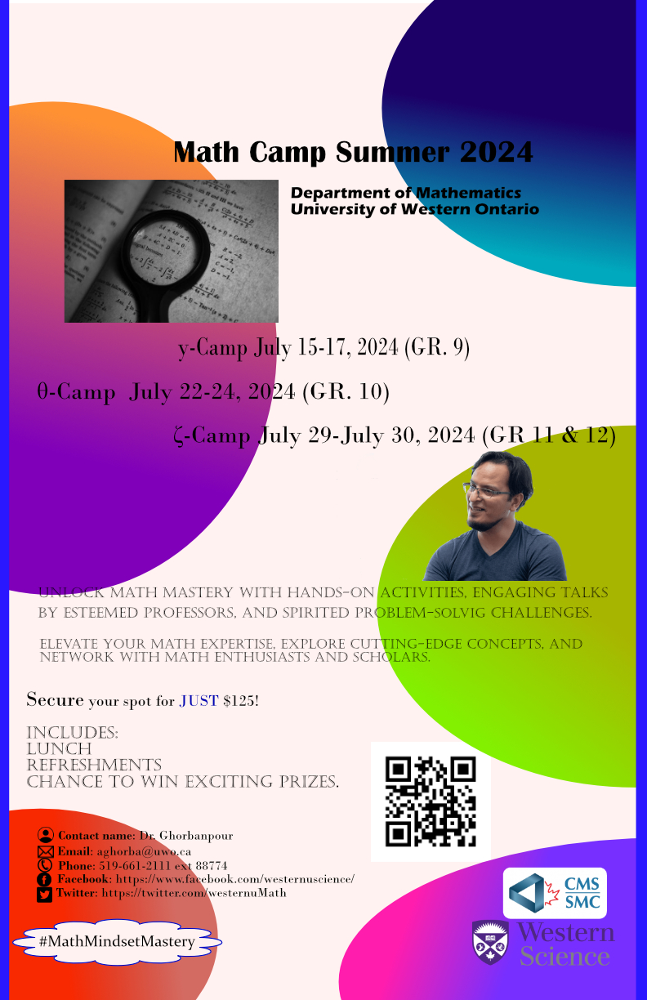 Math Camp Summer 2024
Department of Mathematics
University of Western Ontario
y-Camp July 15-17, 2024 (GR. 9)
θ-Camp July 22-24, 2024 (GR. 10)
ζ-Camp July 29-July 30, 2024 (GR 11 & 12)
UNLOCK MATH MASTERY WITH HANDS-ON ACTIVITIES, ENGAGING TALKS
BY ESTEEMED PROFESSORS, AND SPIRITED PROBLEM-SOLVIG CHALLENGES.
ELEVATE YOUR MATH EXPERTISE, EXPLORE CUTTING-EDGE CONCEPTS, AND
NETWORK WITH MATH ENTHUSIASTS AND SCHOLARS.
Secure your spot for JUST $125!
INCLUDES:
LUNCH
REFRESHMENTS
CHANCE TO WIN EXCITING PRIZES.
Contact name: Dr. Ghorbanpour
Email: aghorba@uwo.ca
Phone: 519-661-2111 ext 88774
Facebook: https://www.facebook.com/westernuscience/
Twitter: https://twitter.com/westernuMath
#MathMindsetMastery
CMS
SMC
Western
Science